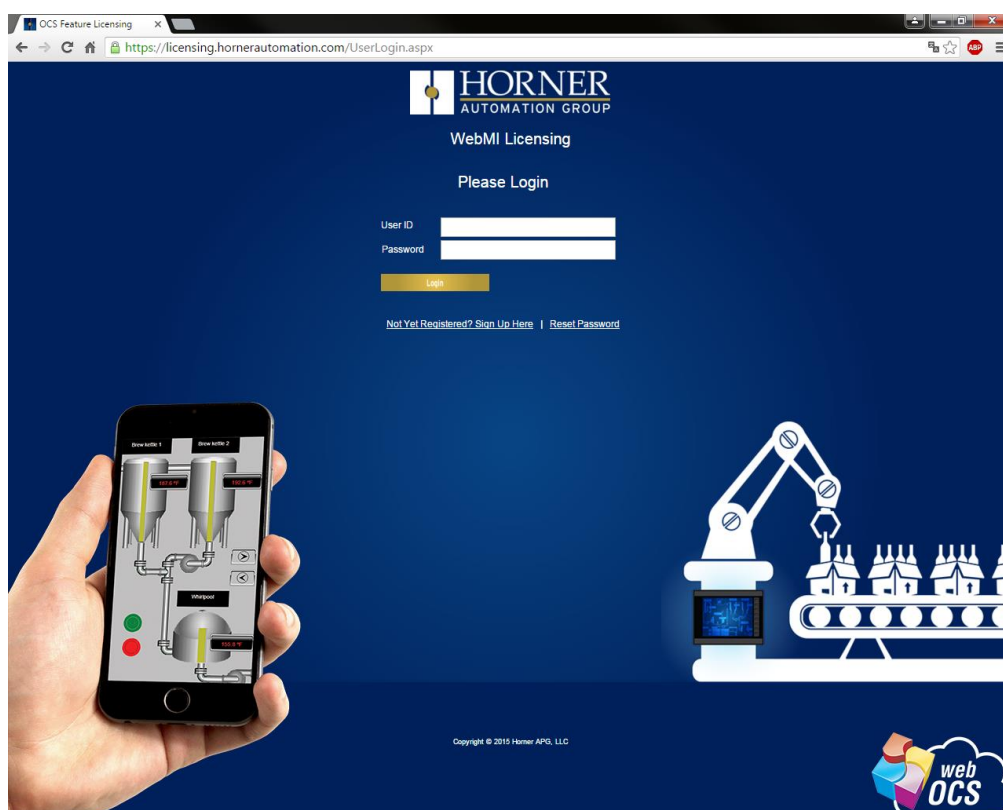 OCS Feature Licensing
https://licensing.hornerautomation.com/UserLogin.aspx
ABP
HORNER
AUTOMATION GROUP
WebMI Licensing
Please Login
User ID
Password
Login
Not Yet Registered? Sign Up Here | Reset Password
Brew kettle 1 Brew kettle 2
Whirlpool
Copyright © 2015 Horner APG, LLC
web
OCS